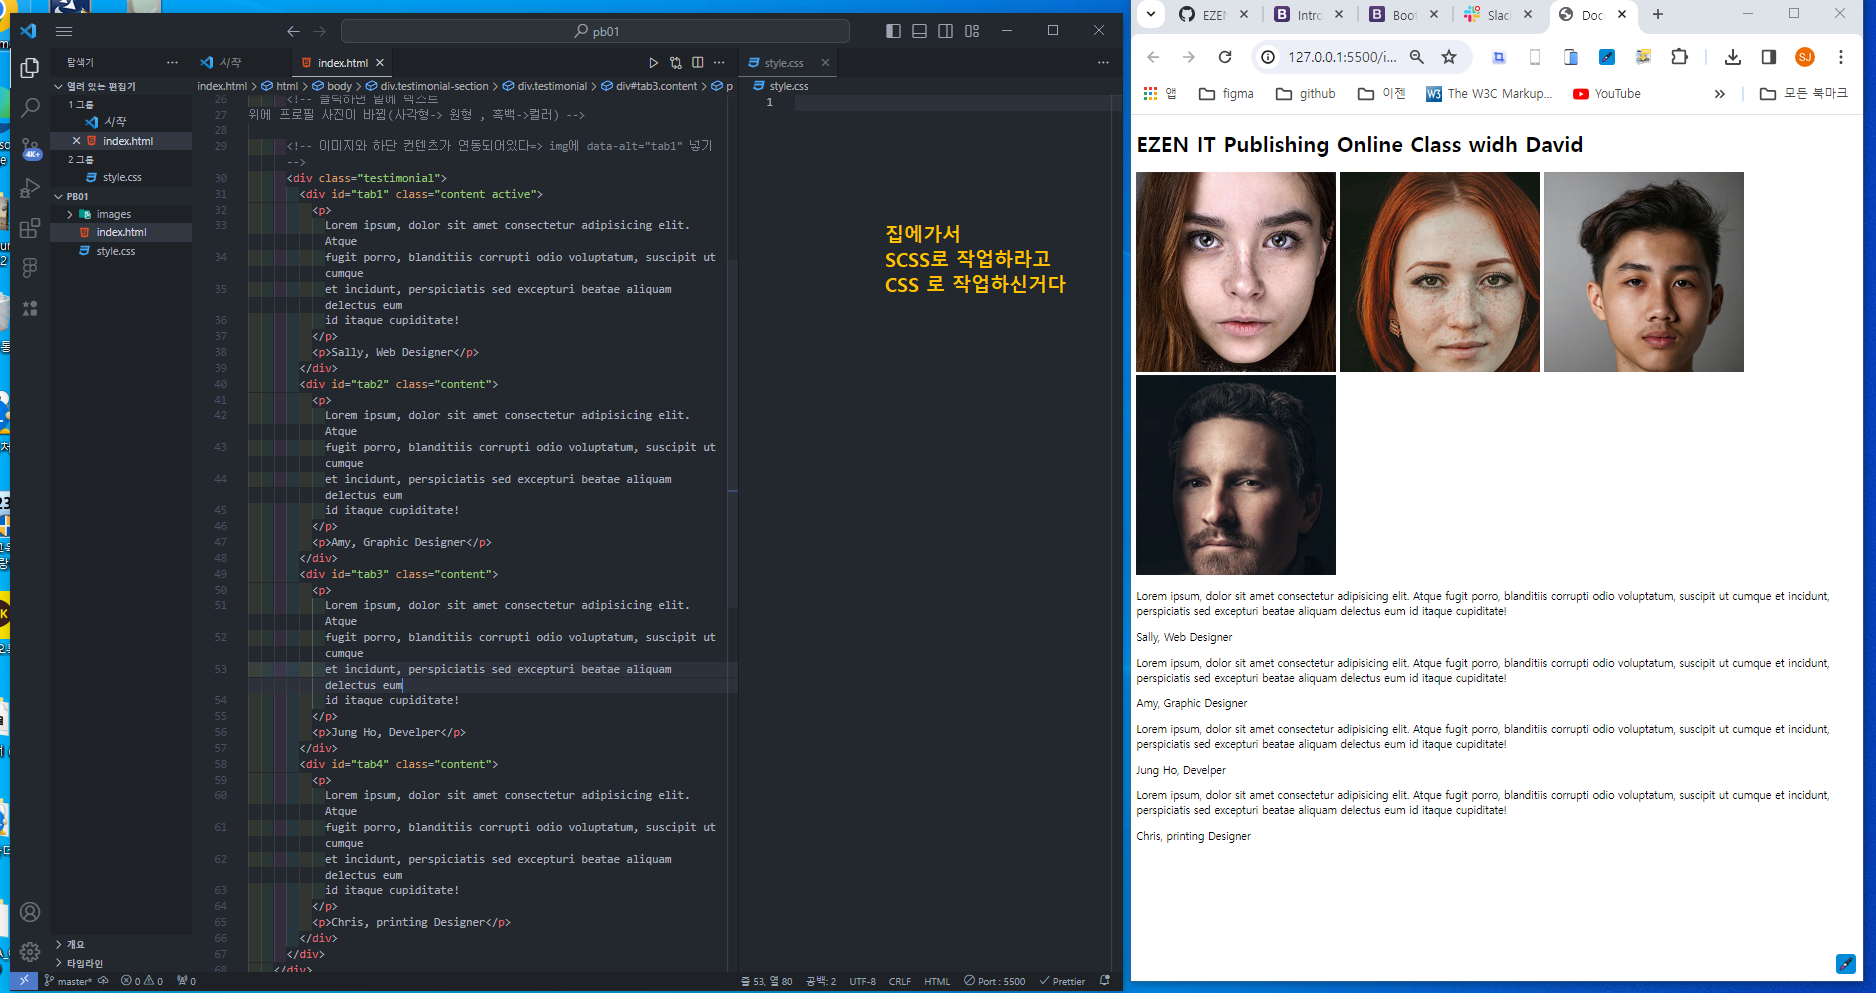 pb01
탐색기
시작
index.html
style.css
열려 있는 편집기
index.html > html > body > div.testimonial-section > div.testimonial > div#tab3.content > p
style.css
1 그룹
시작
index.html
2 그룹
style.css
PB01
images
index.html
style.css
4K+
27 위에 프로필 사진이 바뀜(사각형-> 원형 , 흑백->컬러) -->
28
29 <!-- 이미지와 하단 컨텐츠가 연동되어있다=> img에 data-alt="tab1" 넣기
-->
30 <div class="testimonial">
31 <div id="tab1" class="content active">
32 <p>
33 Lorem ipsum, dolor sit amet consectetur adipisicing elit.
Atque
34 fugit porro, blanditiis corrupti odio voluptatum, suscipit ut
cumque
35 et incidunt, perspiciatis sed excepturi beatae aliquam
delectus eum
36 id itaque cupiditate!
37 </p>
38 <p>Sally, Web Designer</p>
39 </div>
40 <div id="tab2" class="content">
41 <p>
42 Lorem ipsum, dolor sit amet consectetur adipisicing elit.
Atque
43 fugit porro, blanditiis corrupti odio voluptatum, suscipit ut
cumque
44 et incidunt, perspiciatis sed excepturi beatae aliquam
delectus eum
45 id itaque cupiditate!
46 </p>
47 <p>Amy, Graphic Designer</p>
48 </div>
49 <div id="tab3" class="content">
50 <p>
51 Lorem ipsum, dolor sit amet consectetur adipisicing elit.
Atque
52 fugit porro, blanditiis corrupti odio voluptatum, suscipit ut
cumque
53 et incidunt, perspiciatis sed excepturi beatae aliquam
delectus eum
54 id itaque cupiditate!
55 </p>
56 <p>Jung Ho, Develper</p>
57 </div>
58 <div id="tab4" class="content">
59 <p>
60 Lorem ipsum, dolor sit amet consectetur adipisicing elit.
Atque
61 fugit porro, blanditiis corrupti odio voluptatum, suscipit ut
cumque
62 et incidunt, perspiciatis sed excepturi beatae aliquam
delectus eum
63 id itaque cupiditate!
64 </p>
65 <p>Chris, printing Designer</p>
66 </div>
67 </div>
68 </div>
1
집에가서
SCSS로 작업하라고
CSS 로 작업하신거다
개요
타임라인
master* 0 0 0
줄 53, 열 80 공백: 2 UTF-8 CRLF HTML Port : 5500 Prettier
EZEN Intro Boot Slac Doc
127.0.0.1:5500/i...
SJ
앱 figma github 이젠 The W3C Markup... YouTube » 모든 북마크
EZEN IT Publishing Online Class widh David
Lorem ipsum, dolor sit amet consectetur adipisicing elit. Atque fugit porro, blanditiis corrupti odio voluptatum, suscipit ut cumque et incidunt,
perspiciatis sed excepturi beatae aliquam delectus eum id itaque cupiditate!
Sally, Web Designer
Lorem ipsum, dolor sit amet consectetur adipisicing elit. Atque fugit porro, blanditiis corrupti odio voluptatum, suscipit ut cumque et incidunt,
perspiciatis sed excepturi beatae aliquam delectus eum id itaque cupiditate!
Amy, Graphic Designer
Lorem ipsum, dolor sit amet consectetur adipisicing elit. Atque fugit porro, blanditiis corrupti odio voluptatum, suscipit ut cumque et incidunt,
perspiciatis sed excepturi beatae aliquam delectus eum id itaque cupiditate!
Jung Ho, Develper
Lorem ipsum, dolor sit amet consectetur adipisicing elit. Atque fugit porro, blanditiis corrupti odio voluptatum, suscipit ut cumque et incidunt,
perspiciatis sed excepturi beatae aliquam delectus eum id itaque cupiditate!
Chris, printing Designer